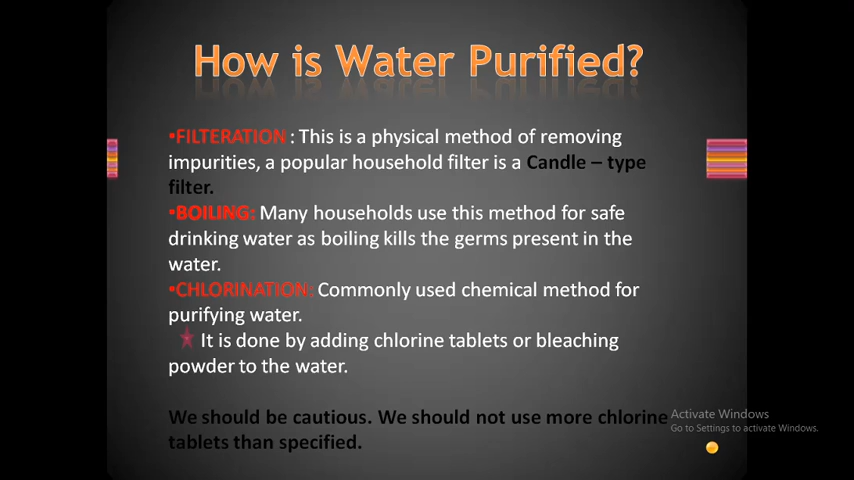 How is Water Purified?
•FILTERATION : This is a physical method of removing
impurities, a popular household filter is a Candle – type
filter.
•BOILING: Many households use this method for safe
drinking water as boiling kills the germs present in the
water.
•CHLORINATION: Commonly used chemical method for
purifying water.
It is done by adding chlorine tablets or bleaching
powder to the water.
We should be cautious. We should not use more chlorine
tablets than specified.
Activate Windows
Go to Settings to activate Windows.